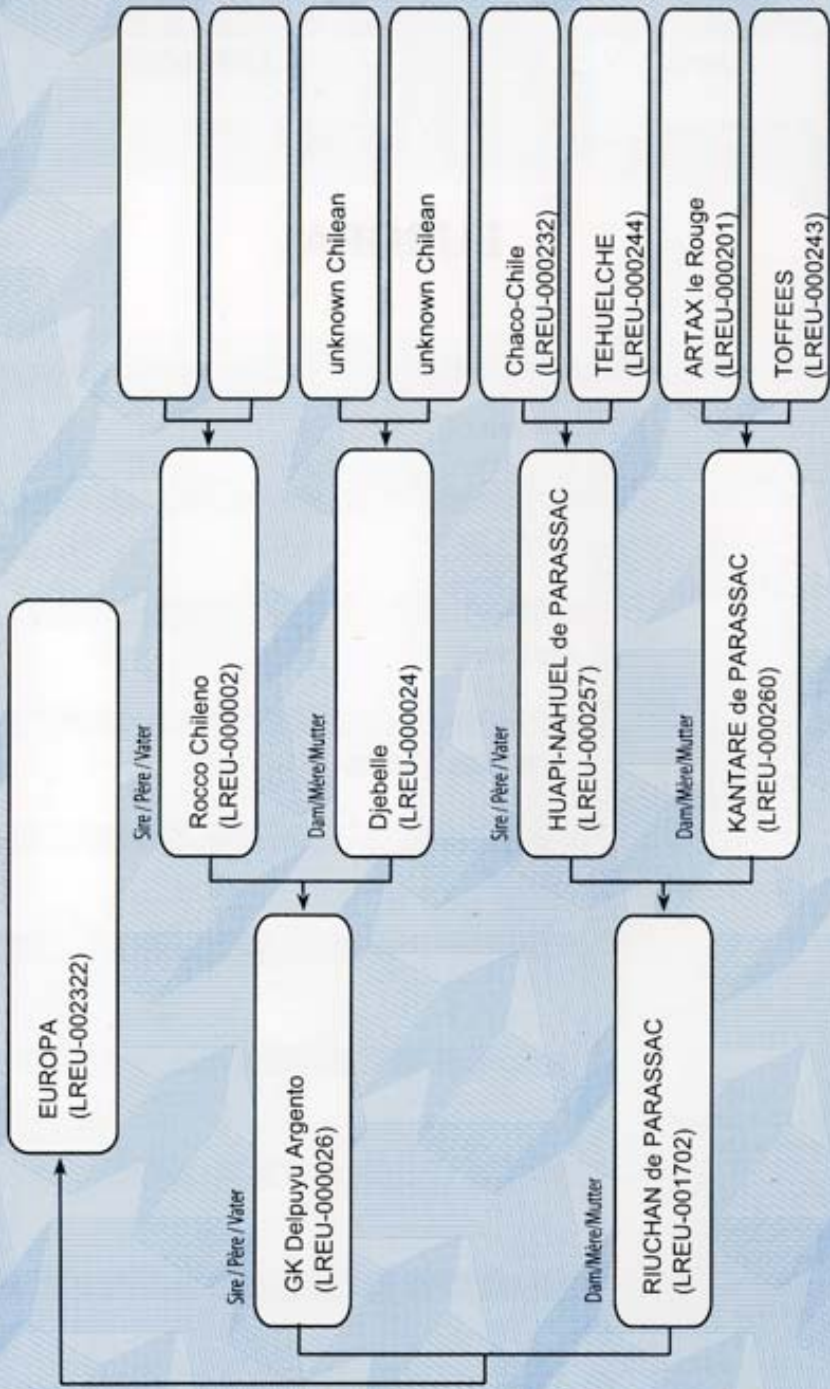 EUROPA
(LREU-002322)
Sire / Père / Vater
GK Delpuyu Argento
(LREU-000026)
Dam/Mère/Mutter
RIUCHAN de PARASSAC
(LREU-001702)
Sire / Père / Vater
Rocco Chileno
(LREU-000002)
Dam/Mère/Mutter
Djebelle
(LREU-000024)
Sire / Père / Vater
HUAPI-NAHUEL de PARASSAC
(LREU-000257)
Dam/Mère/Mutter
KANTARE de PARASSAC
(LREU-000260)
unknown Chilean
unknown Chilean
Chaco-Chile
(LREU-000232)
TEHUELCHE
(LREU-000244)
ARTAX le Rouge
(LREU-000201)
TOFFEES
(LREU-000243)